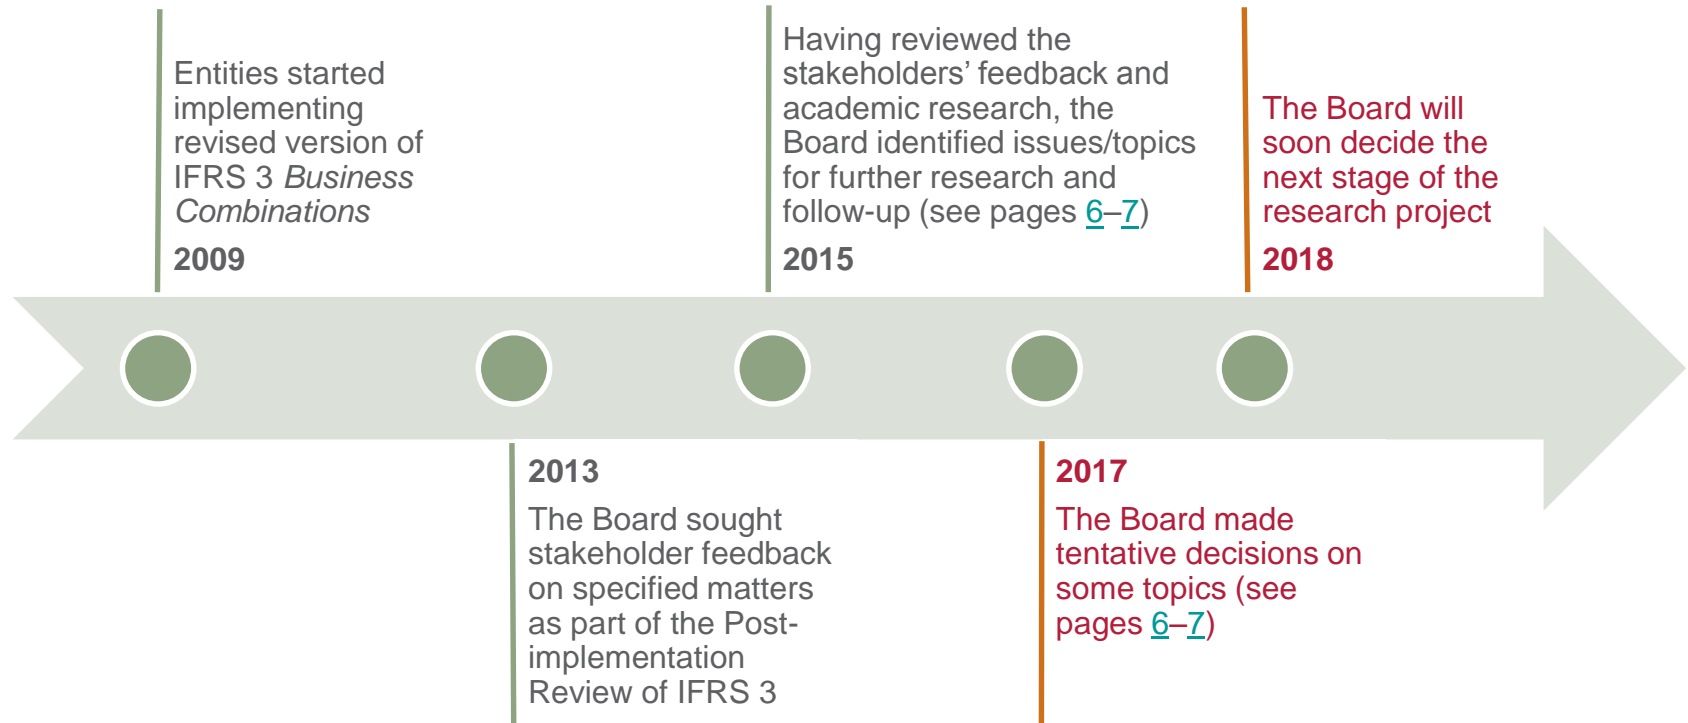 Entities started
implementing
revised version of
IFRS 3 Business
Combinations
2009
2013
The Board sought
stakeholder feedback
on specified matters
as part of the Post-
implementation
Review of IFRS 3
Having reviewed the
stakeholders’ feedback and
academic research, the
Board identified issues/topics
for further research and
follow-up (see pages 6–7)
2015
2017
The Board made
tentative decisions on
some topics (see
pages 6–7)
The Board will
soon decide the
next stage of the
research project
2018